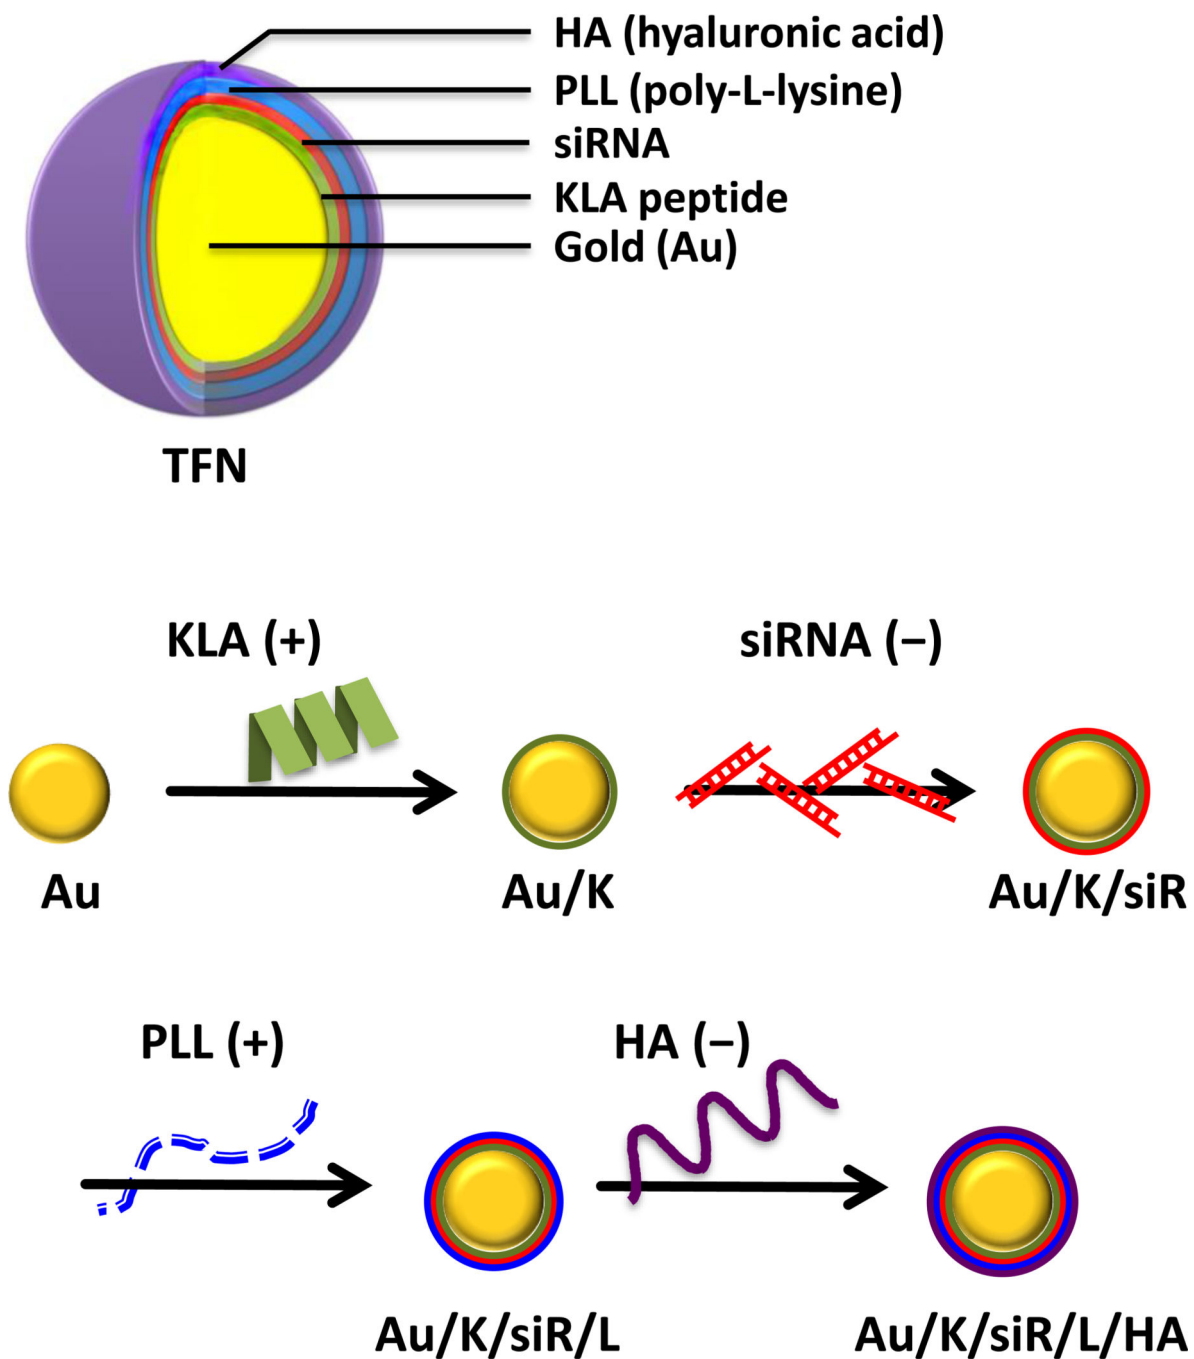 HA (hyaluronic acid)
PLL (poly-L-lysine)
siRNA
KLA peptide
Gold (Au)
TFN
KLA (+)
siRNA (–)
Au
Au/K
Au/K/siR
PLL (+)
HA (–)
Au/K/siR/L
Au/K/siR/L/HA